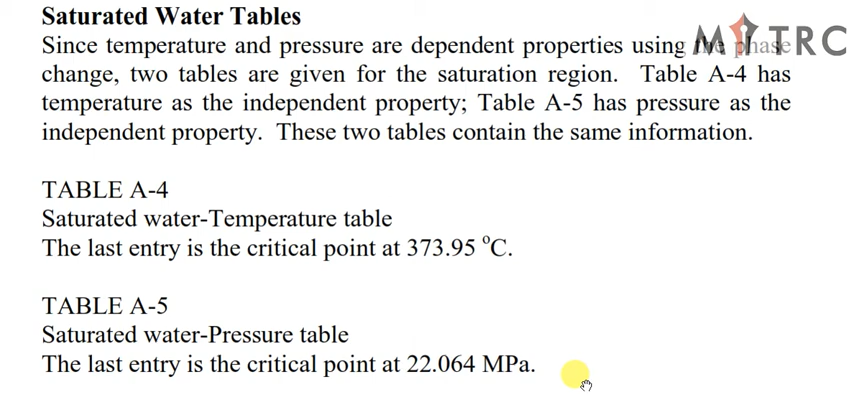 Saturated Water Tables
MTRC
Since temperature and pressure are dependent properties using the phase
change, two tables are given for the saturation region. Table A-4 has
temperature as the independent property; Table A-5 has pressure as the
independent property. These two tables contain the same information.
TABLE A-4
Saturated water-Temperature table
The last entry is the critical point at 373.95 °C.
TABLE A-5
Saturated water-Pressure table
The last entry is the critical point at 22.064 MPa.